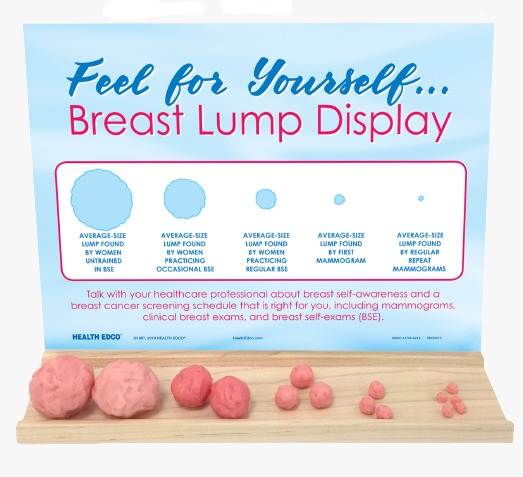 Feel for Yourself...
Breast Lump Display
AVERAGE-SIZE
LUMP FOUND
BY WOMEN
UNTRAINED
IN BSE
AVERAGE-SIZE
LUMP FOUND
BY WOMEN
PRACTICING
OCCASIONAL BSE
AVERAGE-SIZE
LUMP FOUND
BY WOMEN
PRACTICING
REGULAR BSE
AVERAGE-SIZE
LUMP FOUND
BY FIRST
MAMMOGRAM
AVERAGE-SIZE
LUMP FOUND
BY REGULAR
REPEAT
MAMMOGRAMS
Talk with your healthcare professional about breast self-awareness and a
breast cancer screening schedule that is right for you, including mammograms,
clinical breast exams, and breast self-exams (BSE).
HEALTH EDCO® HEALTH EDCO® HealthEdco.com